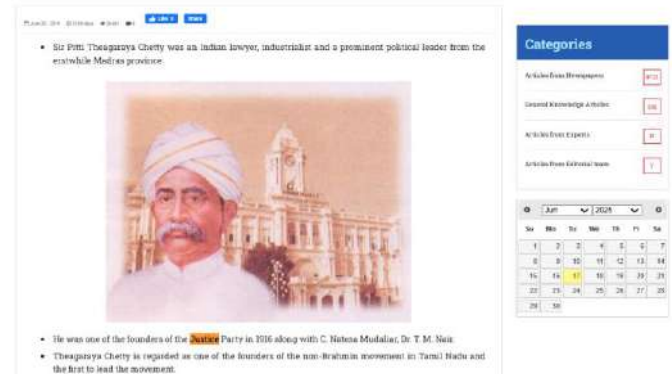 Like 0
Share
Sir Pitti Theagaraya Chetty was an Indian lawyer, industrialist and a prominent political leader from the
erstwhile Madras province.
He was one of the founders of the Justice Party in 1916 along with C. Natesa Mudaliar, Dr. T. M. Nair.
Theagaraya Chetty is regarded as one of the founders of the non-Brahmin movement in Tamil Nadu and
the first to lead the movement.
Categories
Articles from Newspapers
General Knowledge Articles
Articles from Experts
Articles from Editorial team
Jun 2025
Su Mo Tu We Th Fr Sa
1 2 3 4 5 6 7
8 9 10 11 12 13 14
15 16 17 18 19 20 21
22 23 24 25 26 27 28
29 30